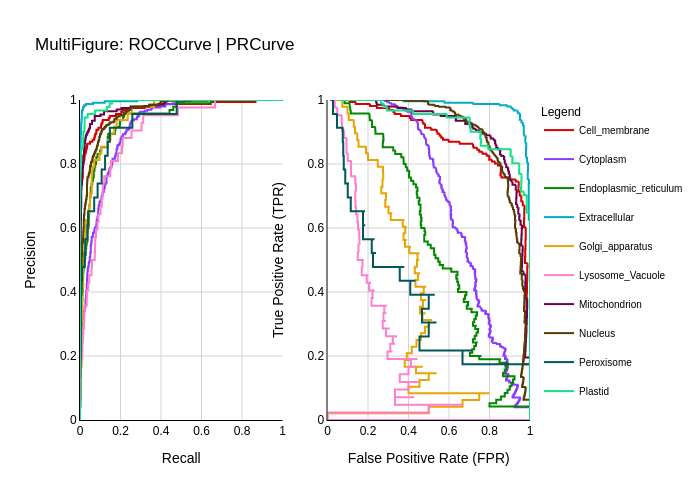 MultiFigure: ROCCurve | PRCurve
Precision
1
0.8
0.6
0.4
0.2
0
0 0.2 0.4 0.6 0.8 1
Recall
True Positive Rate (TPR)
1
0.8
0.6
0.4
0.2
0
0 0.2 0.4 0.6 0.8 1
False Positive Rate (FPR)
Legend
Cell_membrane
Cytoplasm
Endoplasmic_reticulum
Extracellular
Golgi_apparatus
Lysosome_Vacuole
Mitochondrion
Nucleus
Peroxisome
Plastid